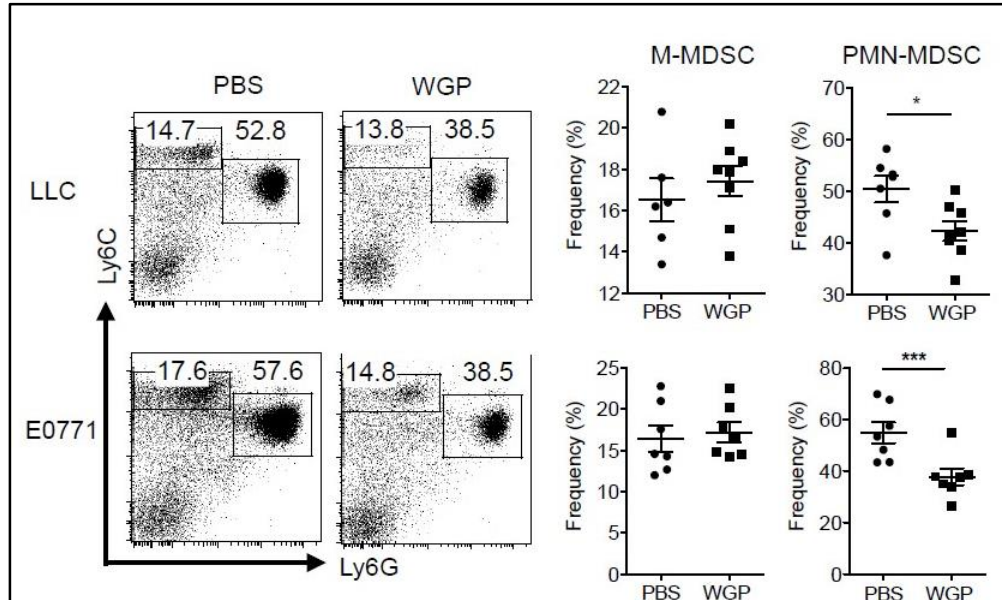 M-MDSC PMN-MDSC
PBS WGP
LLC
14.7 52.8
13.8 38.5
Ly6C
Frequency (%)
22
20
18
16
14
12
PBS WGP
Frequency (%)
70
60
50
40
30
*
PBS WGP
E0771
17.6 57.6
14.8 38.5
Ly6G
Frequency (%)
25
20
15
10
5
0
PBS WGP
Frequency (%)
80
60
40
20
0
***
PBS WGP